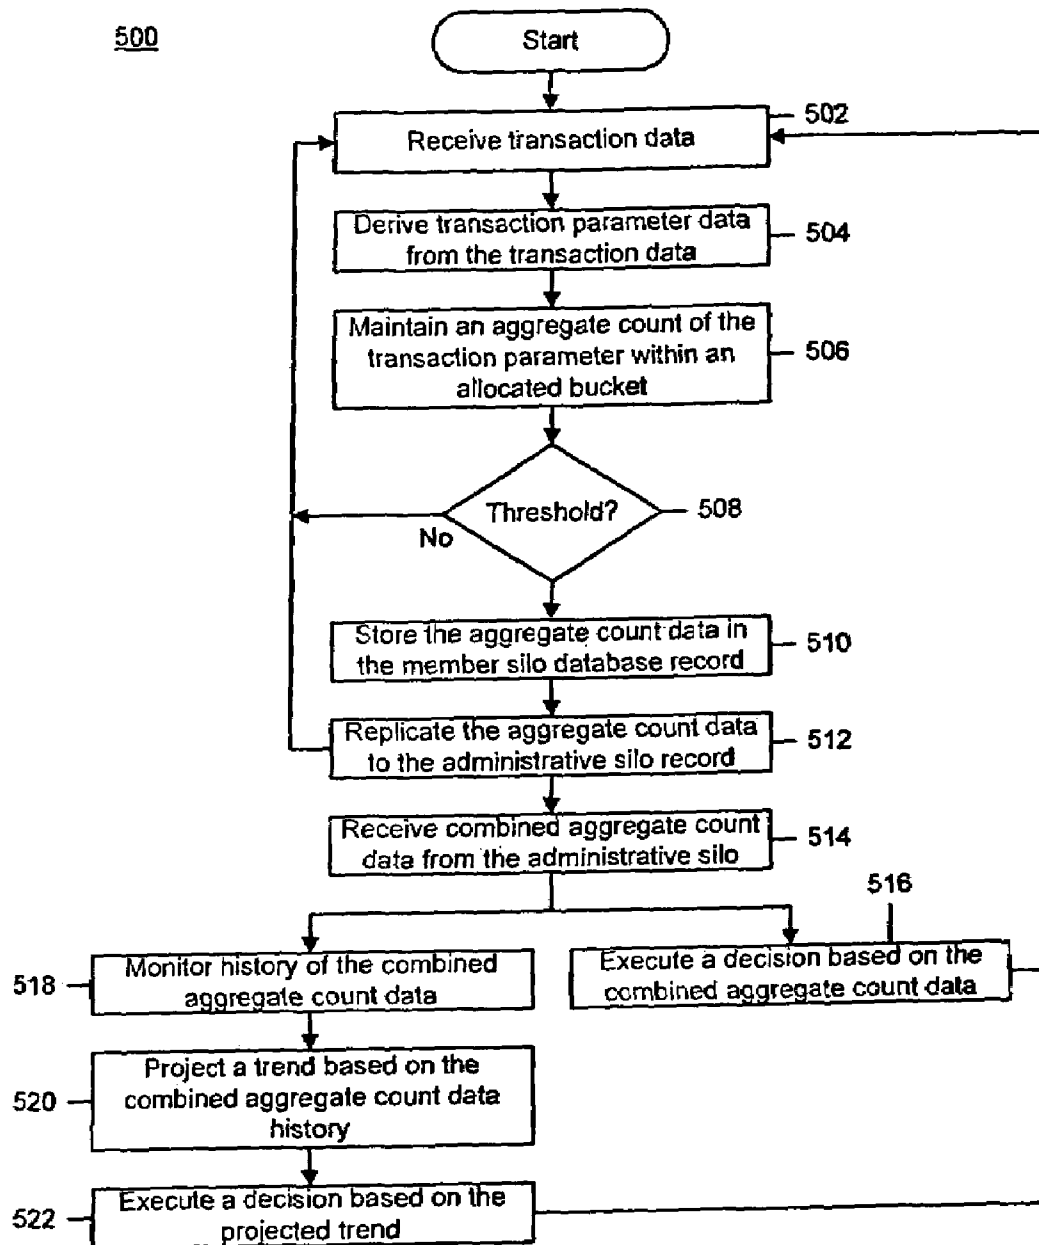 500
Start
Receive transaction data
502
Derive transaction parameter data
from the transaction data
504
Maintain an aggregate count of the
transaction parameter within an
allocated bucket
506
Threshold?
508
No
Store the aggregate count data in
the member silo database record
510
Replicate the aggregate count data
to the administrative silo record
512
Receive combined aggregate count
data from the administrative silo
514
516
Execute a decision based on the
combined aggregate count data
518
Monitor history of the combined
aggregate count data
520
Project a trend based on the
combined aggregate count data
history
522
Execute a decision based on the
projected trend